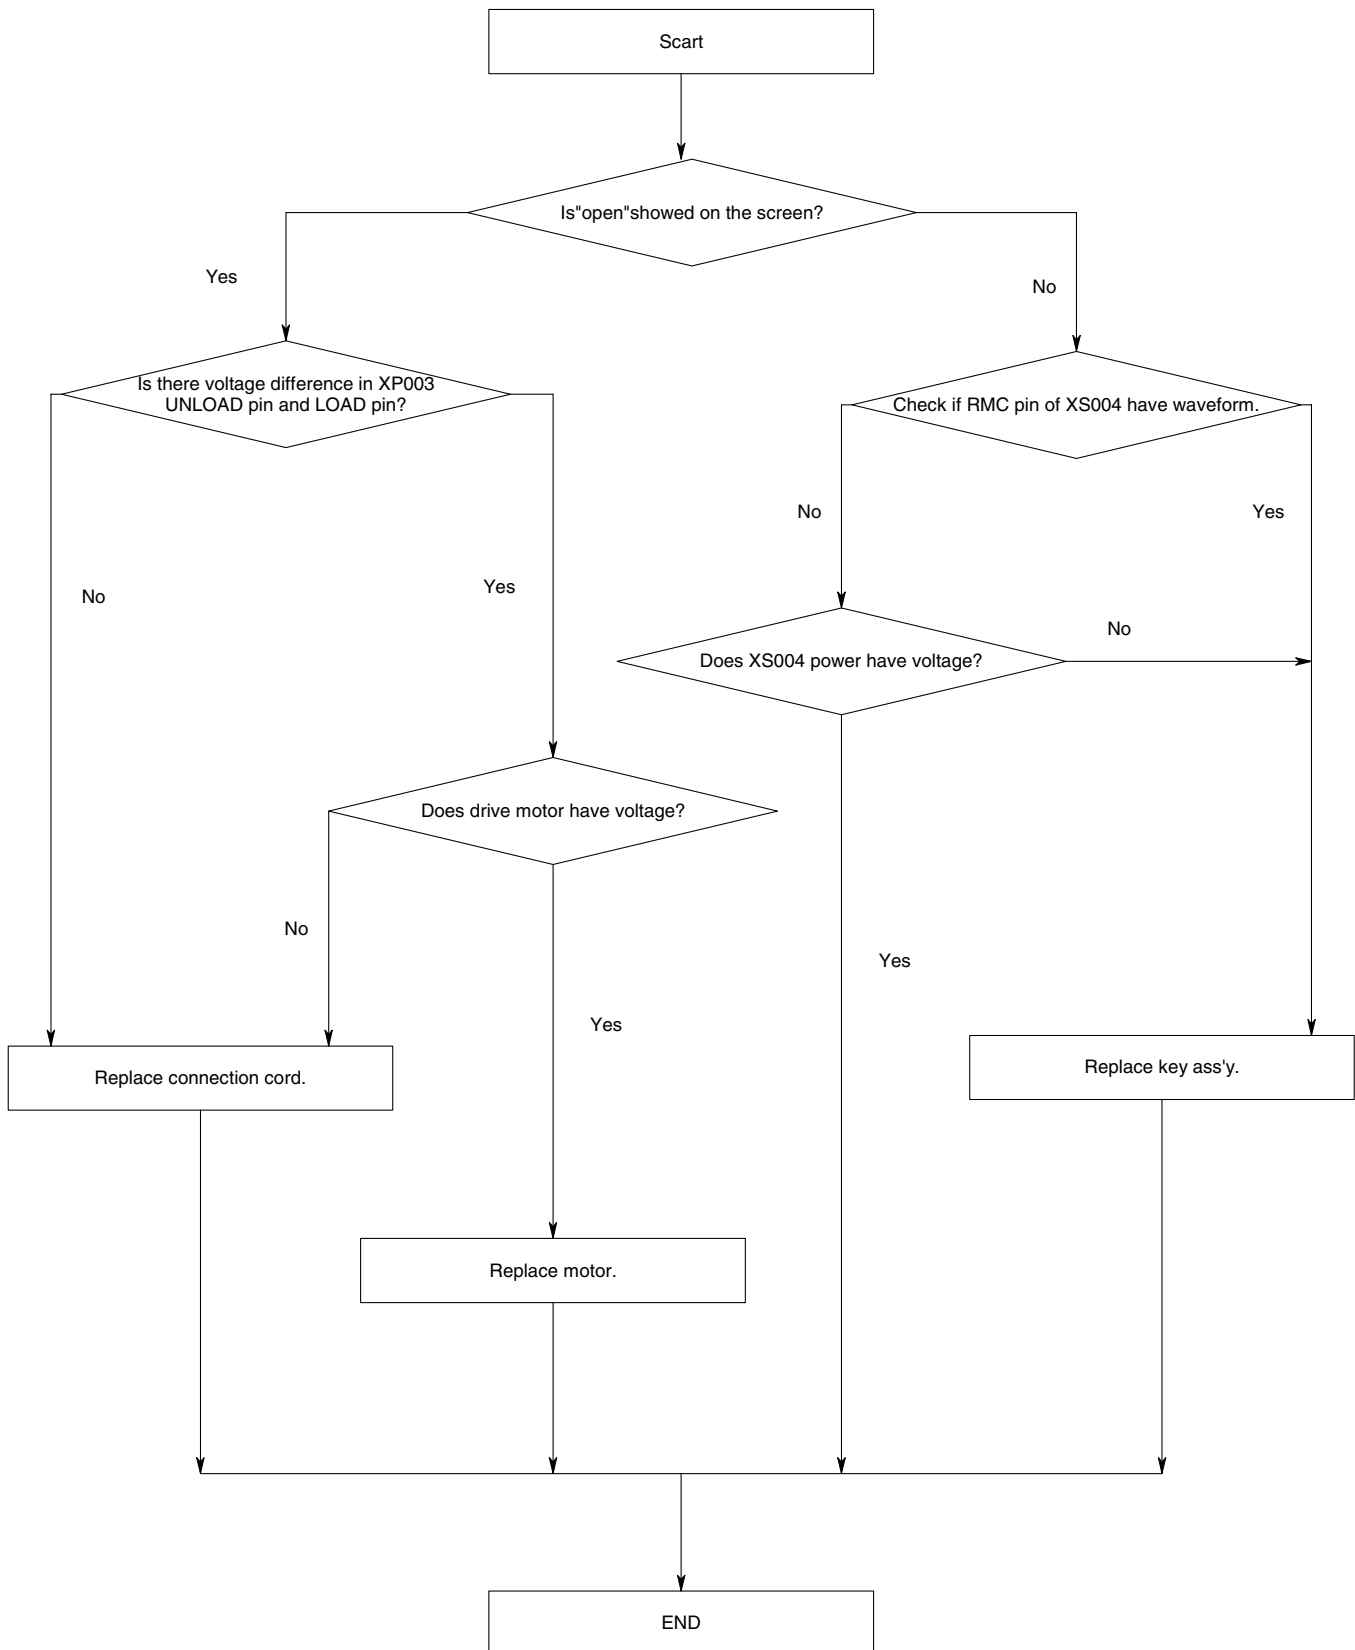 Scart
Is"open"showed on the screen?
Yes
No
Is there voltage difference in XP003
UNLOAD pin and LOAD pin?
Check if RMC pin of XS004 have waveform.
No
Yes
No
Yes
No
Does XS004 power have voltage?
Does drive motor have voltage?
No
Yes
Yes
Replace connection cord.
Replace key ass'y.
Replace motor.
END